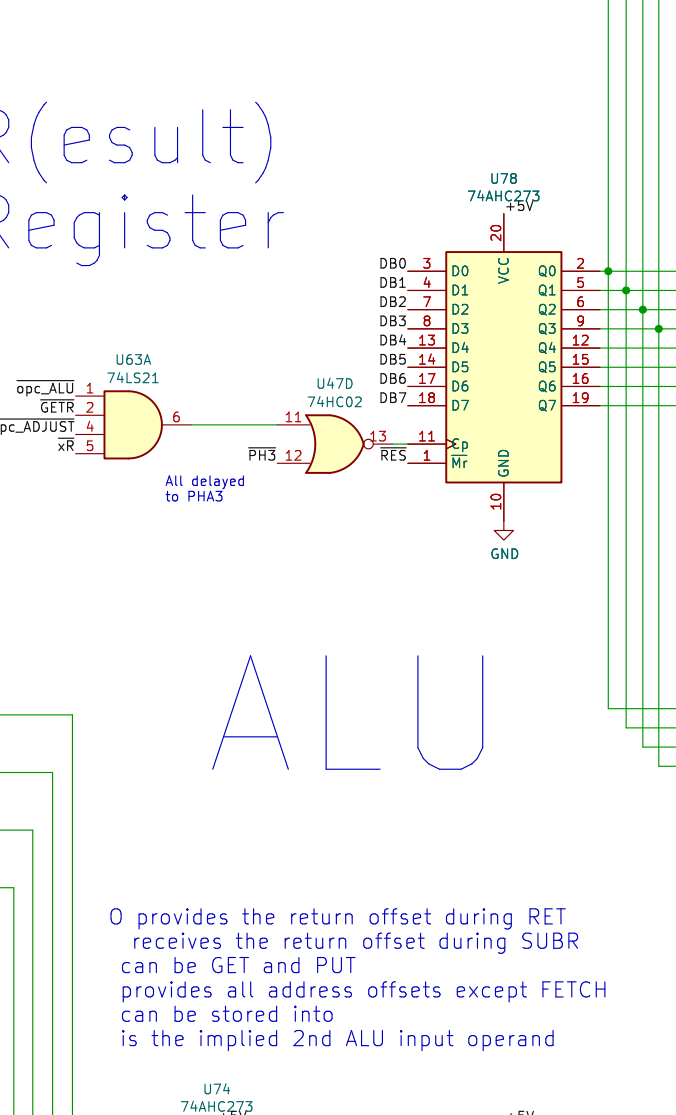 R(esult)
Register
U78
74AHC273
+5V
20
VCC
DB0 3 D0 Q0 2
DB1 4 D1 Q1 5
DB2 7 D2 Q2 6
DB3 8 D3 Q3 9
DB4 13 D4 Q4 12
DB5 14 D5 Q5 15
DB6 17 D6 Q6 16
DB7 18 D7 Q7 19
U63A
74LS21
opc_ALU 1
GETR 2
pc_ADJUST 4
xR 5
6
U47D
74HC02
11
PH3 12
13
11 Cp
RES 1 Mr
GND
10
GND
All delayed
to PHA3
ALU
O provides the return offset during RET
receives the return offset during SUBR
can be GET and PUT
provides all address offsets except FETCH
can be stored into
is the implied 2nd ALU input operand
U74
74AHC273
+5V
+5V